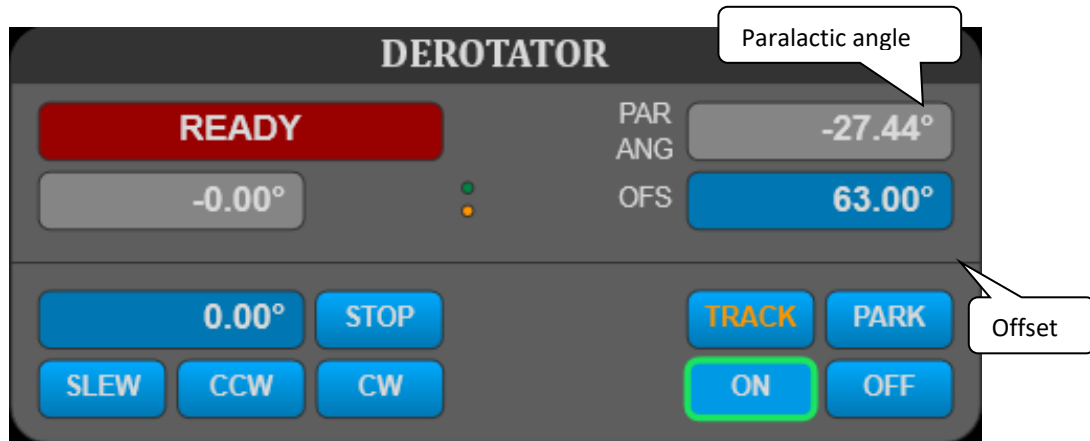 DEROTATOR
Paralactic angle
READY
PAR
ANG
-27.44°
-0.00°
OFS
63.00°
0.00°
STOP
TRACK
PARK
Offset
SLEW
CCW
CW
ON
OFF